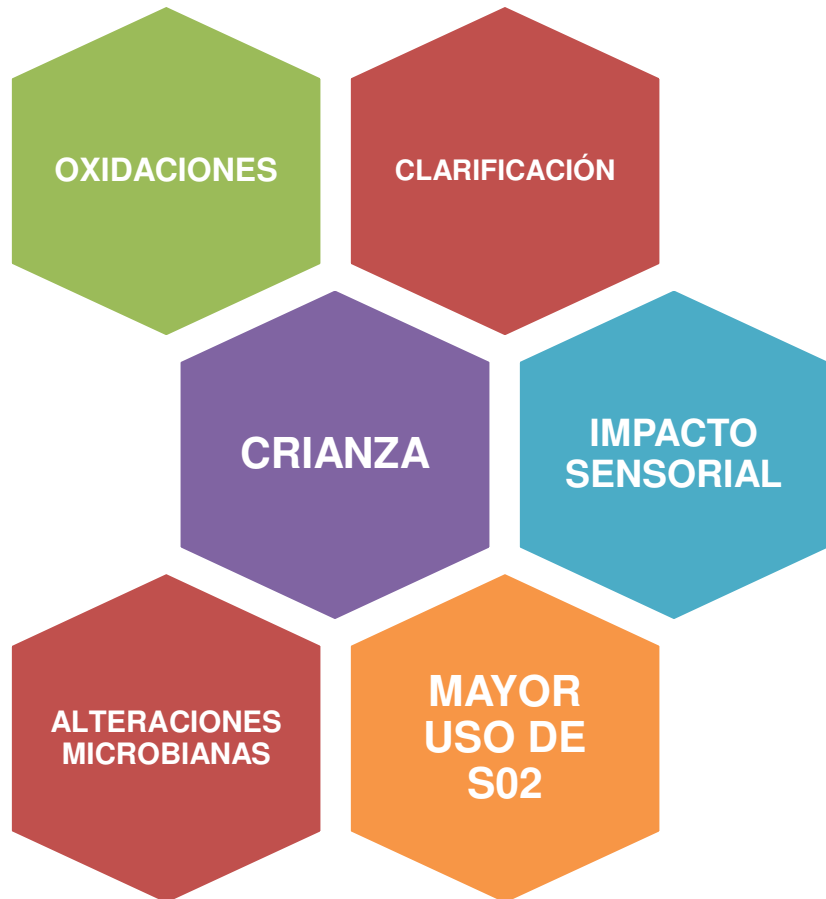 OXIDACIONES
CLARIFICACIÓN
CRIANZA
IMPACTO
SENSORIAL
ALTERACIONES
MICROBIANAS
MAYOR
USO DE
S02